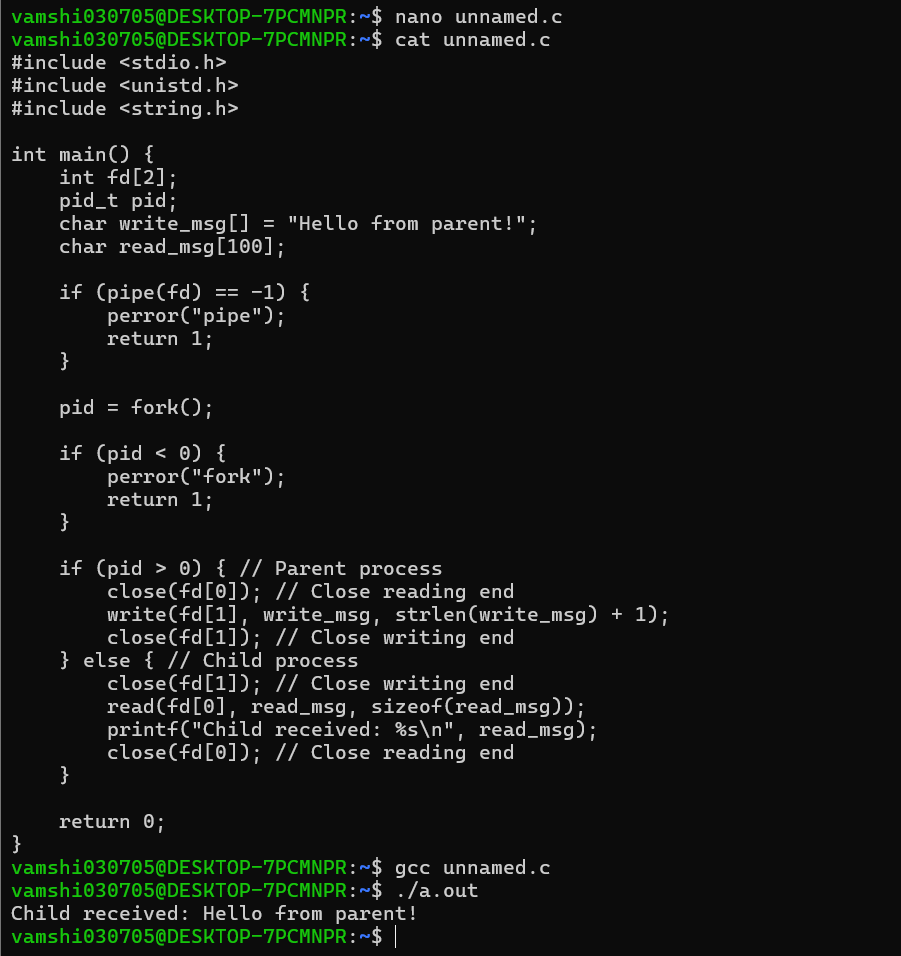 vamshi030705@DESKTOP-7PCMNPR:~$ nano unnamed.c
vamshi030705@DESKTOP-7PCMNPR:~$ cat unnamed.c
#include <stdio.h>
#include <unistd.h>
#include <string.h>

int main() {
    int fd[2];
    pid_t pid;
    char write_msg[] = "Hello from parent!";
    char read_msg[100];

    if (pipe(fd) == -1) {
        perror("pipe");
        return 1;
    }

    pid = fork();

    if (pid < 0) {
        perror("fork");
        return 1;
    }

    if (pid > 0) { // Parent process
        close(fd[0]); // Close reading end
        write(fd[1], write_msg, strlen(write_msg) + 1);
        close(fd[1]); // Close writing end
    } else { // Child process
        close(fd[1]); // Close writing end
        read(fd[0], read_msg, sizeof(read_msg));
        printf("Child received: %s\n", read_msg);
        close(fd[0]); // Close reading end
    }

    return 0;
}
vamshi030705@DESKTOP-7PCMNPR:~$ gcc unnamed.c
vamshi030705@DESKTOP-7PCMNPR:~$ ./a.out
Child received: Hello from parent!
vamshi030705@DESKTOP-7PCMNPR:~$